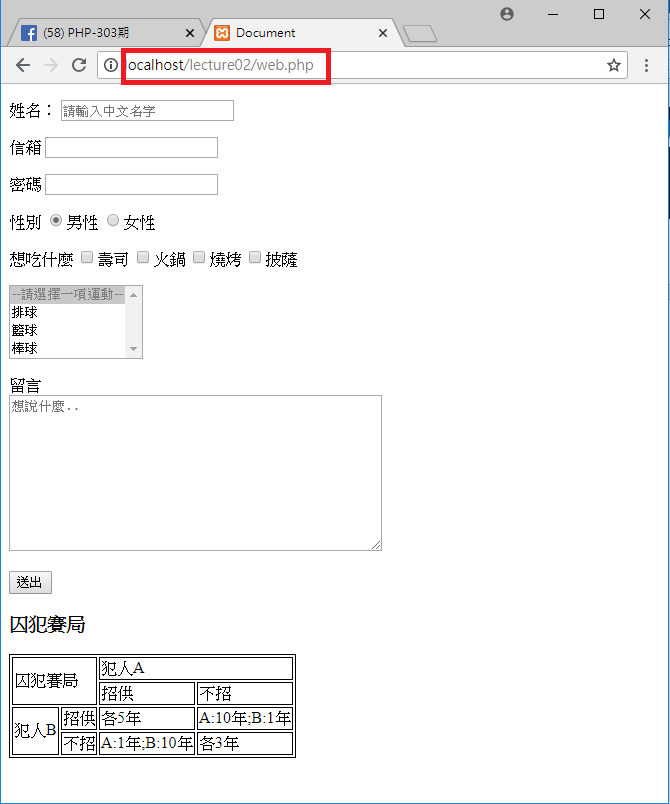 (58) PHP-303期
Document
localhost/lecture02/web.php
姓名： 請輸入中文名字
信箱
密碼
性別 男性 女性
想吃什麼 壽司 火鍋 燒烤 披薩
--請選擇一項運動--
排球
籃球
棒球
留言
想說什麼..
送出
囚犯賽局
囚犯賽局 犯人A
招供 不招
犯人B 招供 各5年 A:10年;B:1年
不招 A:1年;B:10年 各3年